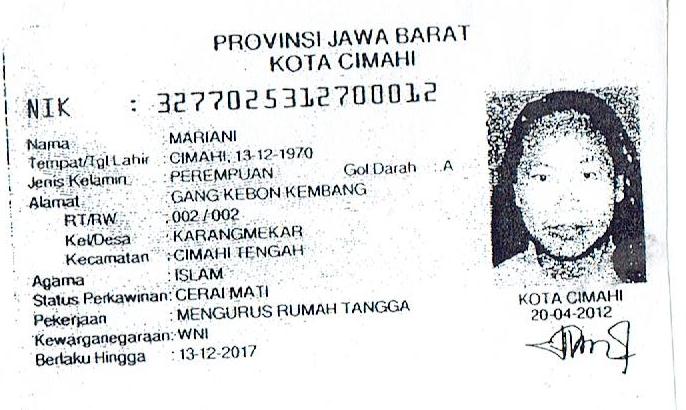 PROVINSI JAWA BARAT
KOTA CIMAHI
NIK : 3277025312700012
Nama : MARIANI
Tempat/Tgl Lahir : CIMAHI, 13-12-1970
Jenis Kelamin : PEREMPUAN Gol Darah : A
Alamat : GANG KEBON KEMBANG
RT/RW : 002 / 002
Kel/Desa : KARANGMEKAR
Kecamatan : CIMAHI TENGAH
Agama : ISLAM
Status Perkawinan: CERAI MATI
Pekerjaan : MENGURUS RUMAH TANGGA
Kewarganegaraan: WNI
Berlaku Hingga : 13-12-2017
KOTA CIMAHI
20-04-2012